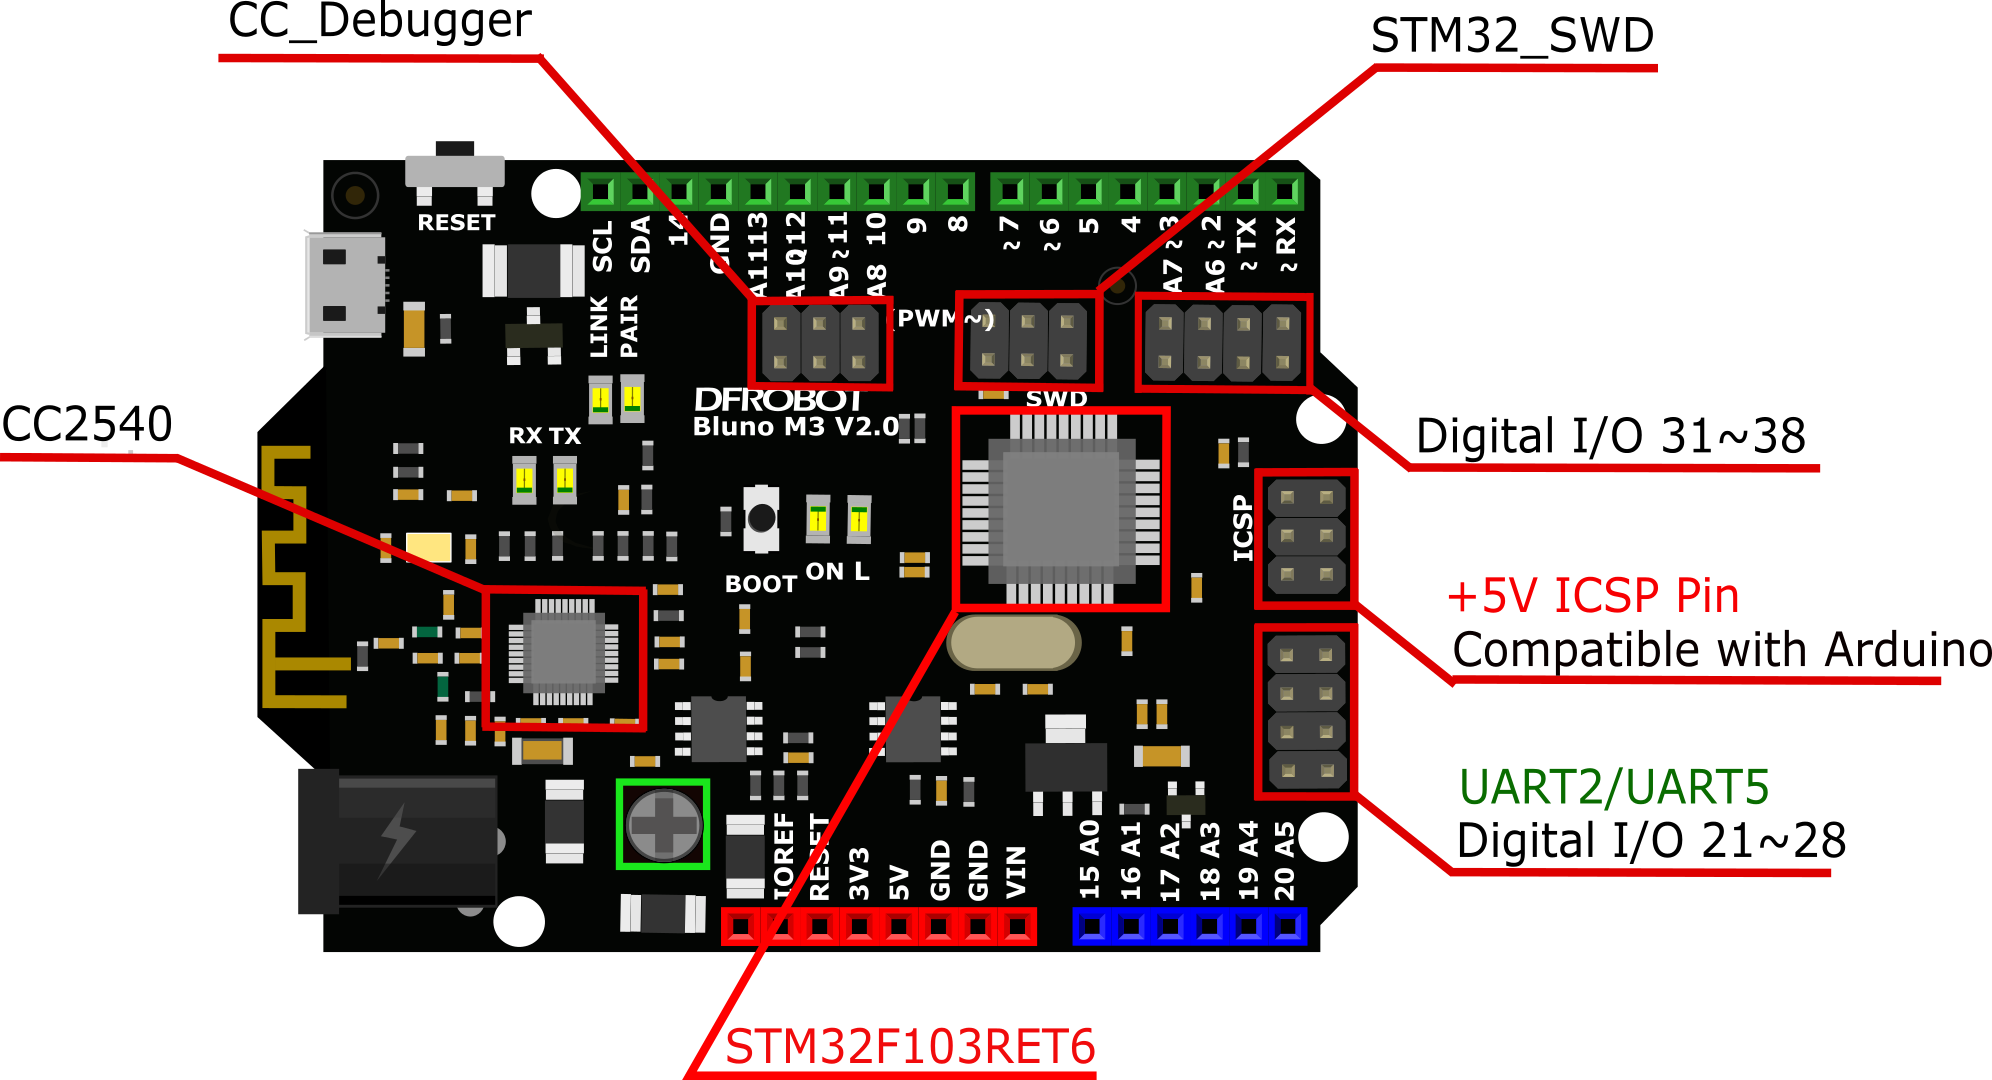 CC_Debugger
STM32_SWD
RESET
SCL
SDA
14
GND
A11 13
A10 ~12
A9 ~11
A8 10
9
8
~7
~6
5
4
A7 ~3
A6 ~2
~TX
~RX
LINK
PAIR
(PWM~)
DFROBOT
Bluno M3 V2.0
SWD
CC2540
RX TX
Digital I/O 31~38
ICSP
BOOT
ON L
+5V ICSP Pin
Compatible with Arduino
UART2/UART5
Digital I/O 21~28
IOREF
RESET
3V3
5V
GND
GND
VIN
15 A0
16 A1
17 A2
18 A3
19 A4
20 A5
STM32F103RET6